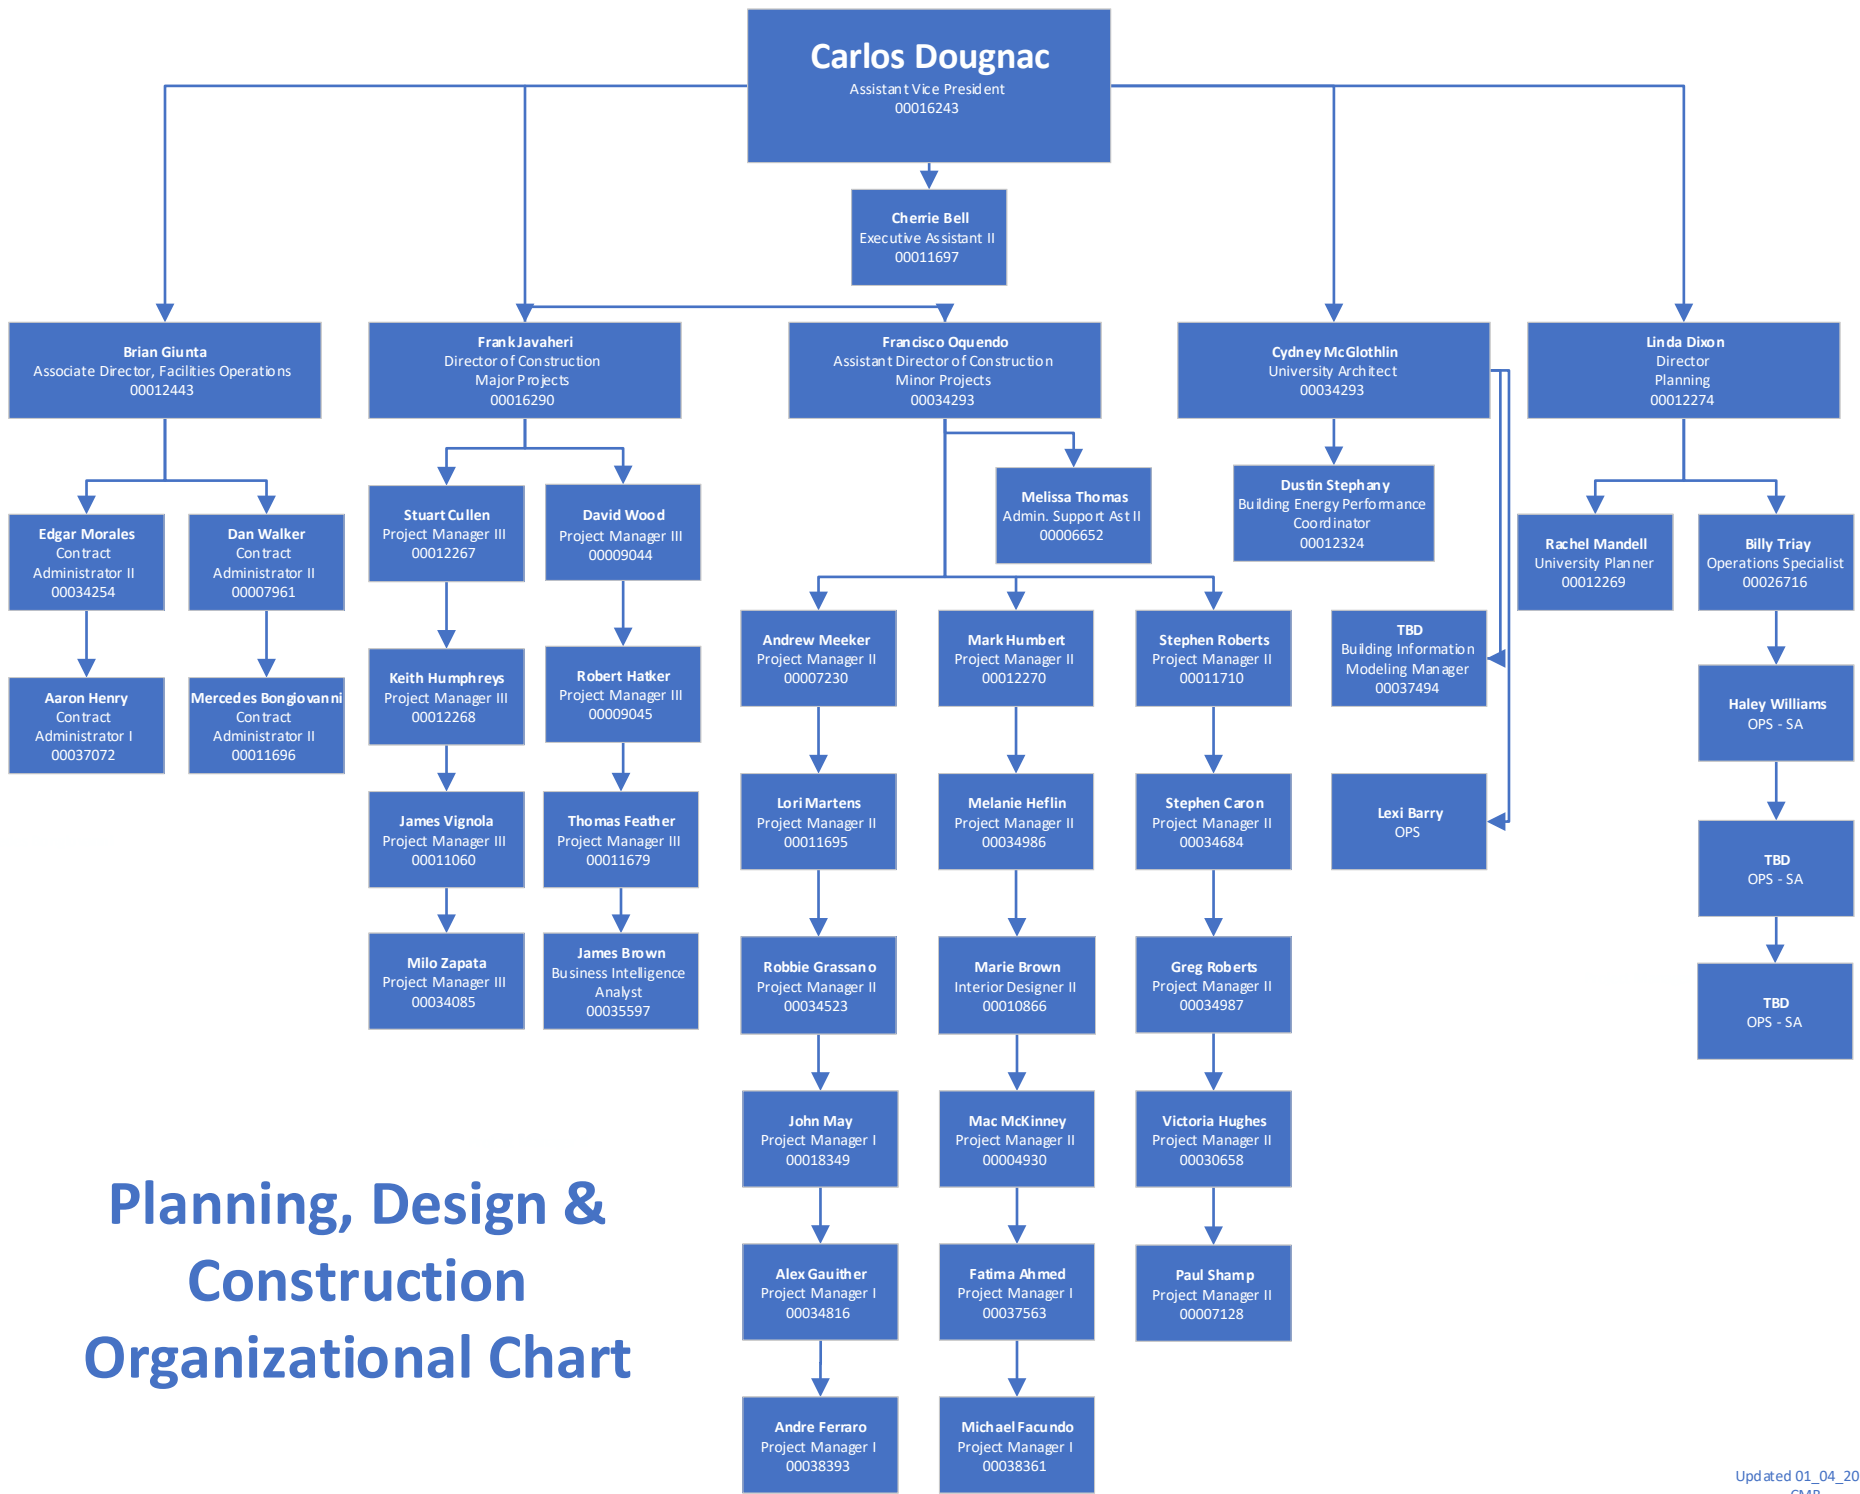 Carlos Dougnac
Assistant Vice President
00016243
Cherrie Bell
Executive Assistant II
00011697
Brian Giunta
Associate Director, Facilities Operations
00012443
Frank Javaheri
Director of Construction
Major Projects
00016290
Francisco Oquendo
Assistant Director of Construction
Minor Projects
00034293
Cydney McGlothlin
University Architect
00034293
Linda Dixon
Director
Planning
00012274
Edgar Morales
Contract
Administrator II
00034254
Dan Walker
Contract
Administrator II
00007961
Aaron Henry
Contract
Administrator I
00037072
Mercedes Bongiovanni
Contract
Administrator II
00011696
Stuart Cullen
Project Manager III
00012267
David Wood
Project Manager III
00009044
Keith Humphreys
Project Manager III
00012268
Robert Hatker
Project Manager III
00009045
James Vignola
Project Manager III
00011060
Thomas Feather
Project Manager III
00011679
Milo Zapata
Project Manager III
00034085
James Brown
Business Intelligence
Analyst
00035597
Melissa Thomas
Admin. Support Ast II
00006652
Andrew Meeker
Project Manager II
00007230
Mark Humbert
Project Manager II
00012270
Stephen Roberts
Project Manager II
00011710
Lori Martens
Project Manager II
00011695
Melanie Heflin
Project Manager II
00034986
Stephen Caron
Project Manager II
00034684
Robbie Grassano
Project Manager II
00034523
Marie Brown
Interior Designer II
00010866
Greg Roberts
Project Manager II
00034987
John May
Project Manager I
00018349
Mac McKinney
Project Manager II
00004930
Victoria Hughes
Project Manager II
00030658
Alex Gauither
Project Manager I
00034816
Fatima Ahmed
Project Manager I
00037563
Paul Shamp
Project Manager II
00007128
Andre Ferraro
Project Manager I
00038393
Michael Facundo
Project Manager I
00038361
Dustin Stephany
Building Energy Performance
Coordinator
00012324
TBD
Building Information
Modeling Manager
00037494
Lexi Barry
OPS
Rachel Mandell
University Planner
00012269
Billy Triay
Operations Specialist
00026716
Haley Williams
OPS - SA
TBD
OPS - SA
TBD
OPS - SA
Planning, Design &
Construction
Organizational Chart
Updated 01_04_20